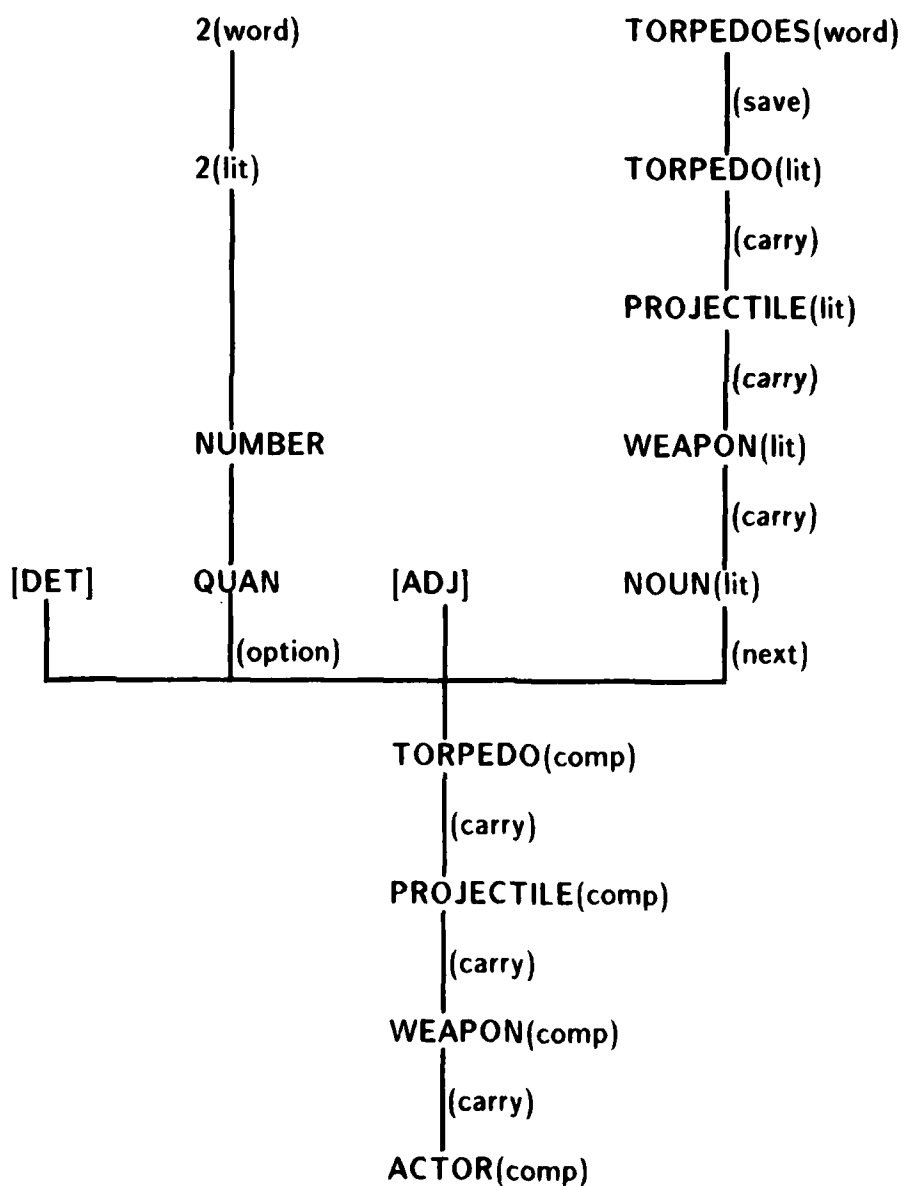 2(word) TORPEDOES(word)
(save)
2(lit) TORPEDO(lit)
(carry)
PROJECTILE(lit)
(carry)
NUMBER WEAPON(lit)
(carry)
[DET] QUAN [ADJ] NOUN(lit)
(option) (next)
TORPEDO(comp)
(carry)
PROJECTILE(comp)
(carry)
WEAPON(comp)
(carry)
ACTOR(comp)